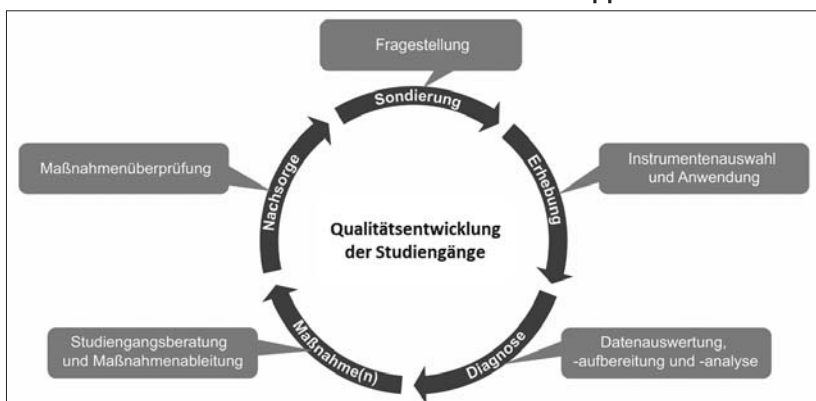 Fragestellung
Sondierung
Erhebung
Instrumentenauswahl
und Anwendung
Diagnose
Datenauswertung,
-aufbereitung und -analyse
Maßnahme(n)
Studiengangsberatung
und Maßnahmenableitung
Nachsorge
Maßnahmenüberprüfung
Qualitätsentwicklung
der Studiengänge